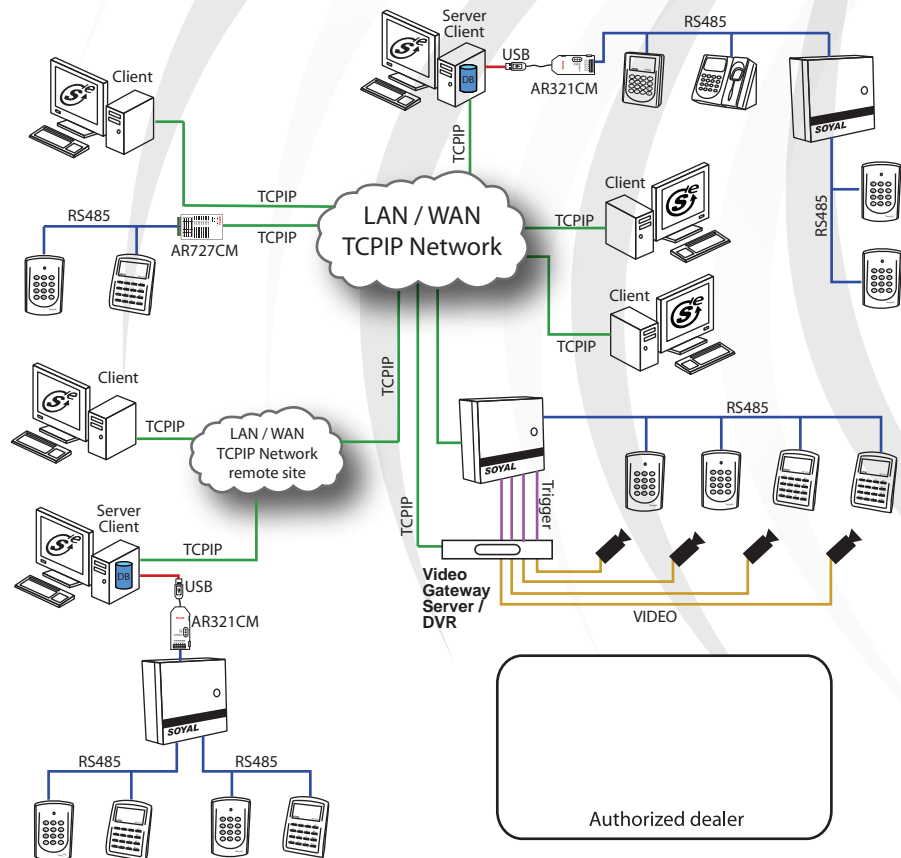 Server
Client
USB
RS485
AR321CM
SOYAL
RS485
Client
TCPIP
TCPIP
LAN / WAN
TCPIP Network
RS485
TCPIP
AR727CM
Client
TCPIP
Client
TCPIP
Client
TCPIP
LAN / WAN
TCPIP Network
remote site
TCPIP
TCPIP
SOYAL
RS485
Trigger
Video
Gateway
Server /
DVR
VIDEO
Server
Client
DB
TCPIP
USB
AR321CM
SOYAL
RS485
RS485
DB
Authorized dealer